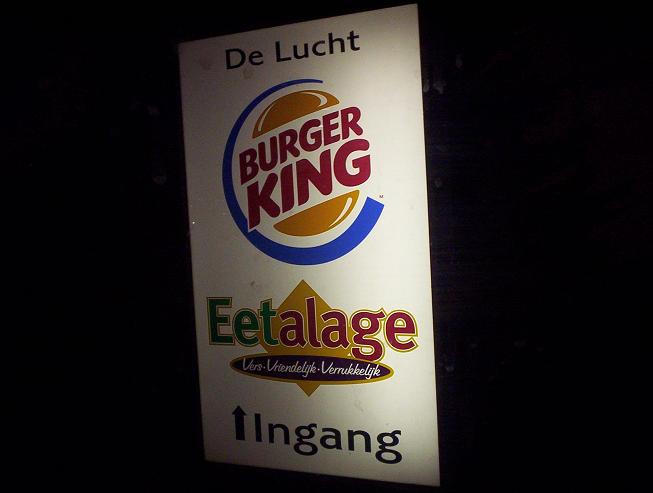 De Lucht
BURGER
KING
Eetalage
Vers · Vriendelijk · Verrukkelijk
Ingang